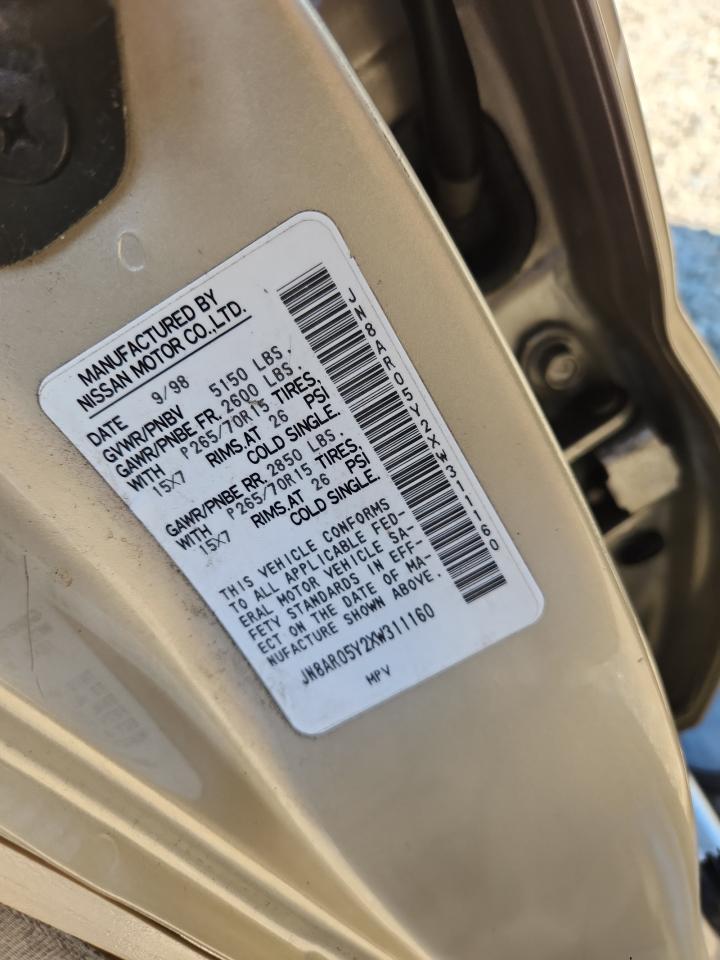 MANUFACTURED BY
NISSAN MOTOR CO.,LTD.
DATE 9/98
GVWR/PNBV 5150 LBS.
GAWR/PNBE FR. 2600 LBS.
WITH P265/70R15 TIRES,
15X7 RIMS.AT 26 PSI
COLD SINGLE.
GAWR/PNBE RR. 2850 LBS
WITH P265/70R15 TIRES,
15X7 RIMS.AT 26 PSI
COLD SINGLE.
THIS VEHICLE CONFORMS
TO ALL APPLICABLE FED-
ERAL MOTOR VEHICLE SA-
FETY STANDARDS IN EFF-
ECT ON THE DATE OF MA-
NUFACTURE SHOWN ABOVE.
JN8AR05Y2XW311160
MPV
JN8AR05Y2XW311160